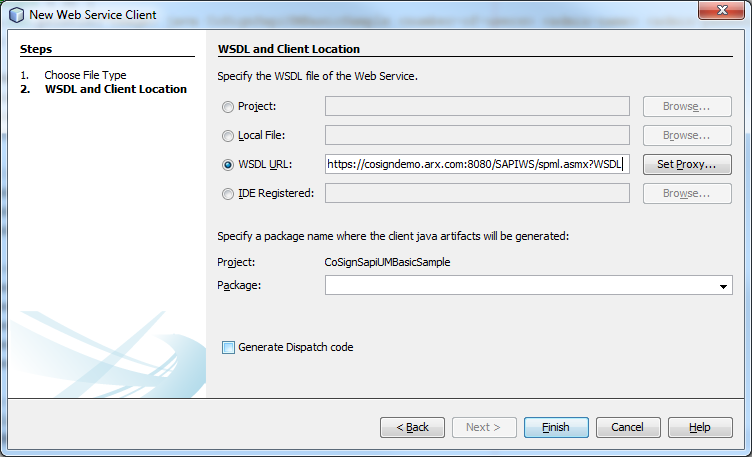 New Web Service Client
Steps
1. Choose File Type
2. WSDL and Client Location
WSDL and Client Location
Specify the WSDL file of the Web Service.
Project:
Browse...
Local File:
Browse...
WSDL URL:
https://cosigndemo.arx.com:8080/SAPIWS/spml.asmx?WSDL
Set Proxy...
IDE Registered:
Browse...
Specify a package name where the client java artifacts will be generated:
Project: CoSignSapiUMBasicSample
Package:
Generate Dispatch code
< Back
Next >
Finish
Cancel
Help